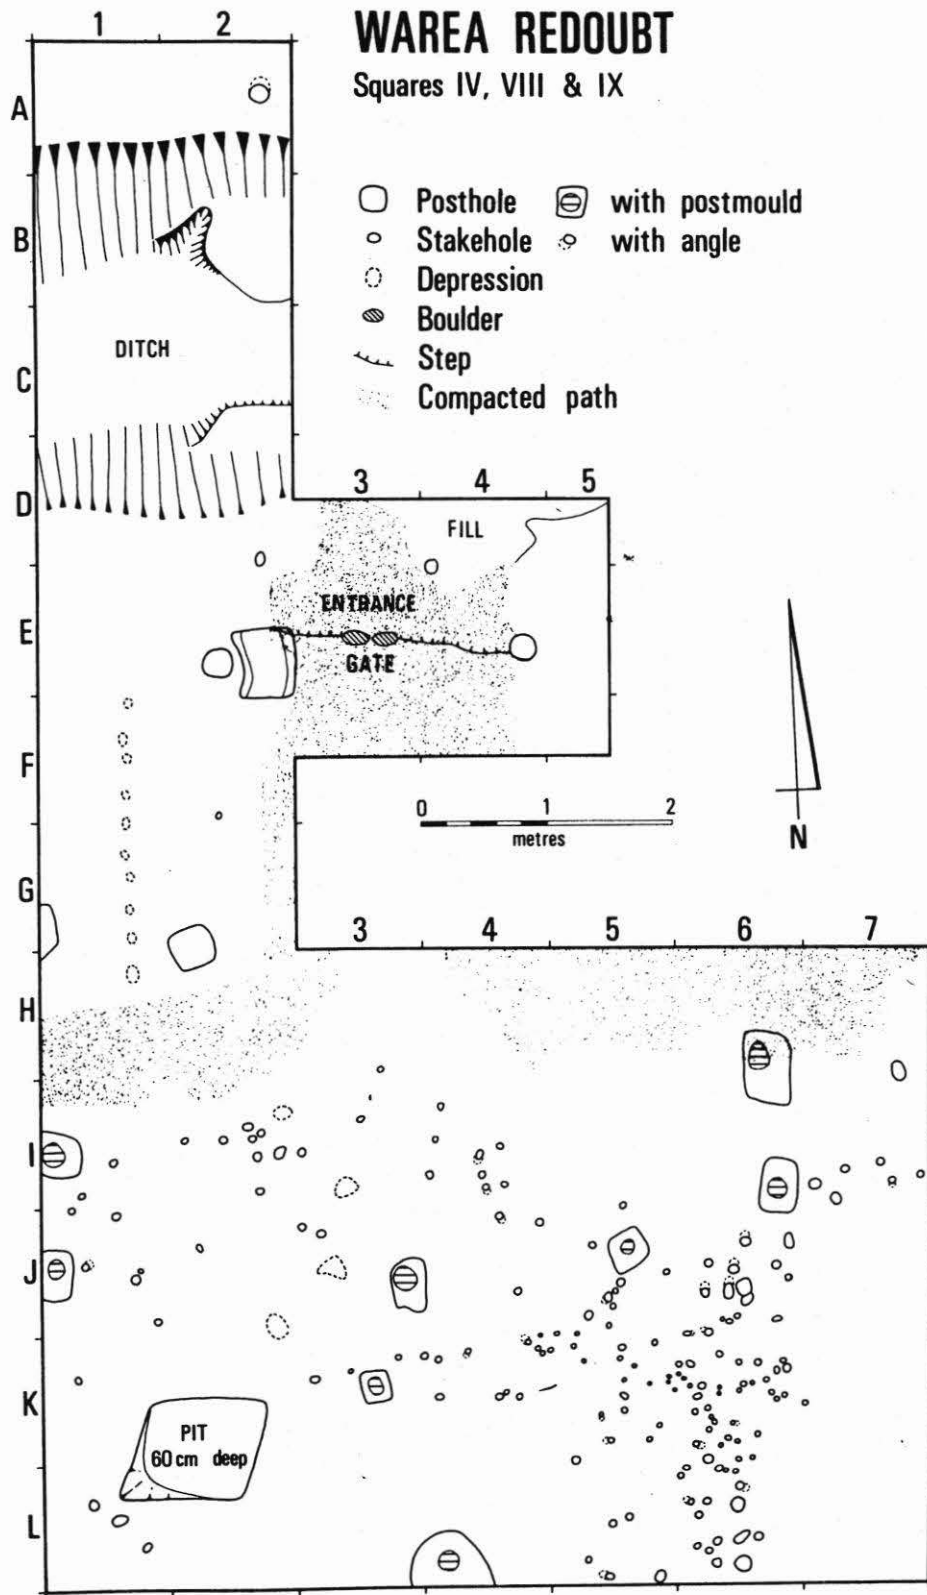 WAREA REDOUBT
Squares IV, VIII & IX
1 2
A
B
C
D
E
F
G
H
I
J
K
L
Posthole
with postmould
Stakehole
with angle
Depression
Boulder
Step
Compacted path
DITCH
3 4 5
FILL
ENTRANCE
GATE
0 1 2
metres
N
3 4 5 6 7
PIT
60 cm deep